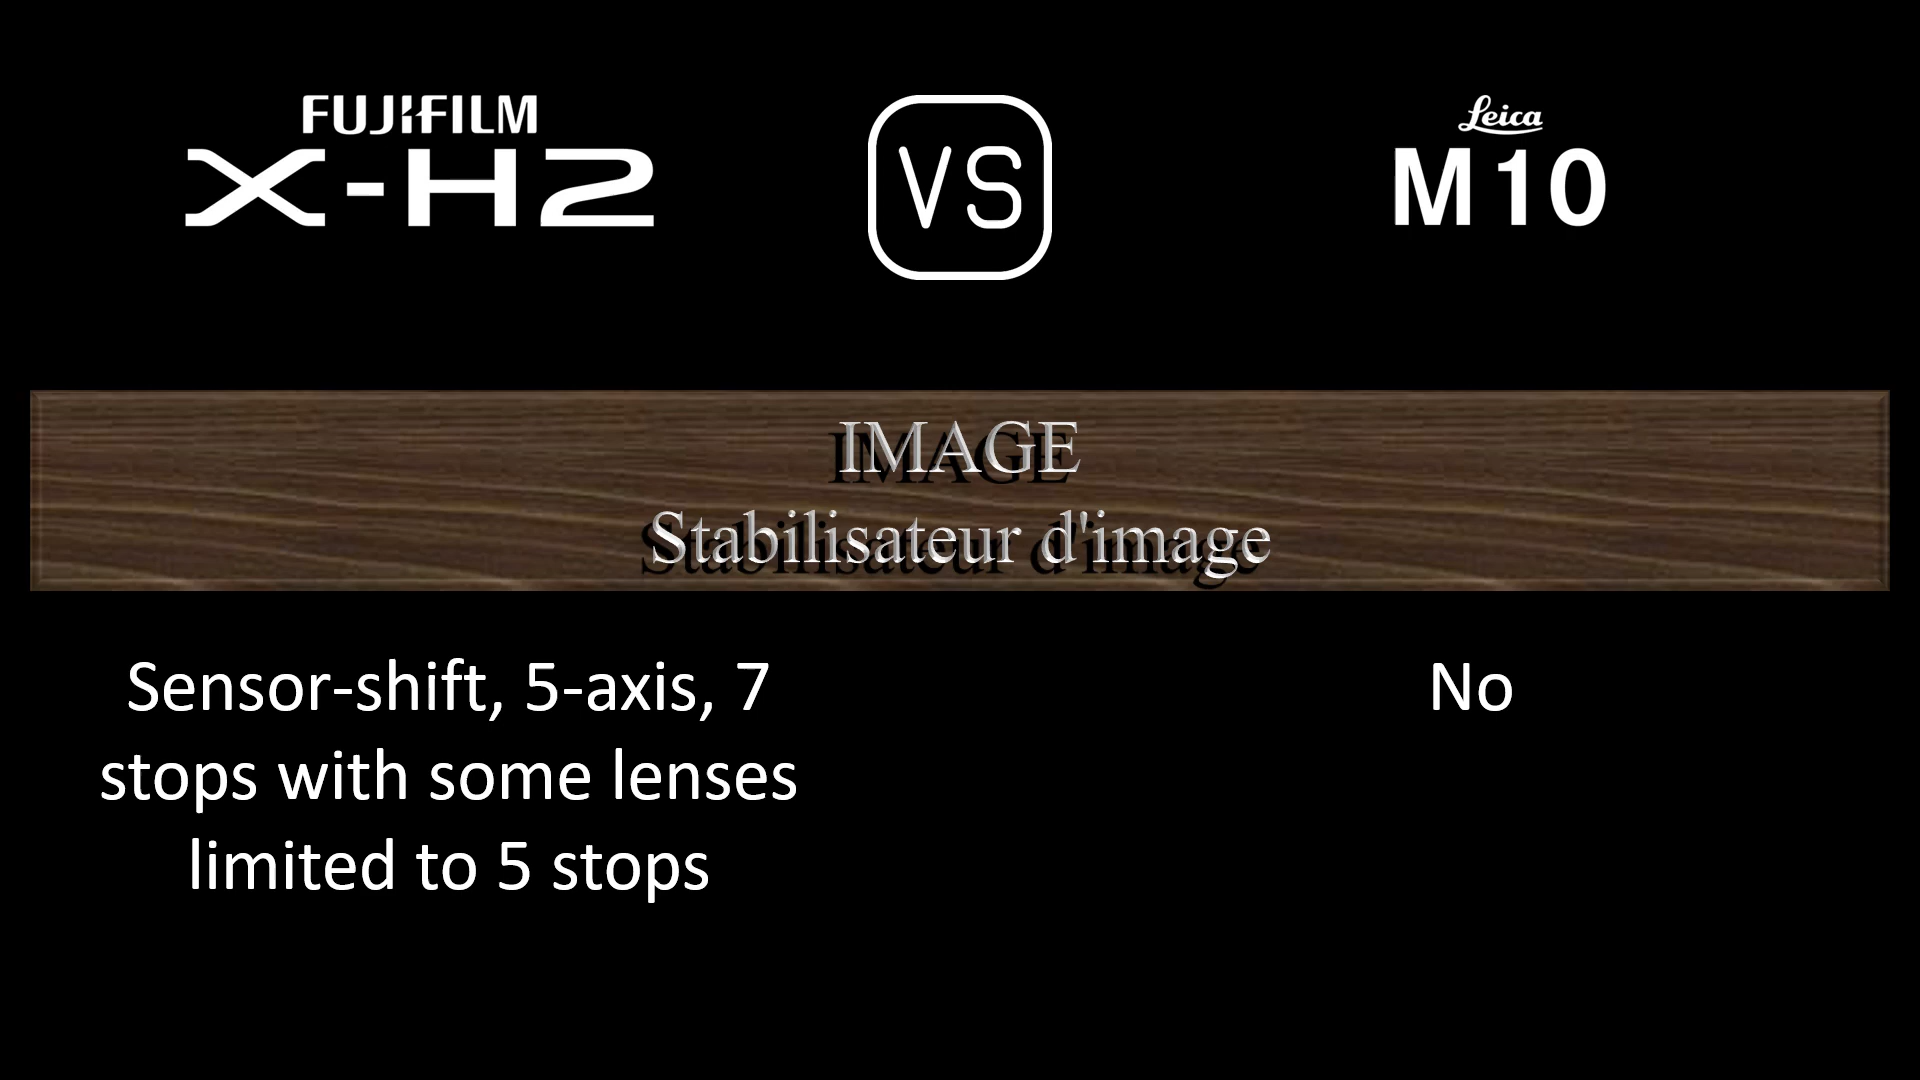 FUJIFILM
X-H2
VS
Leica
M10
IMAGE
Stabilisateur d'image
Sensor-shift, 5-axis, 7
stops with some lenses
limited to 5 stops
No